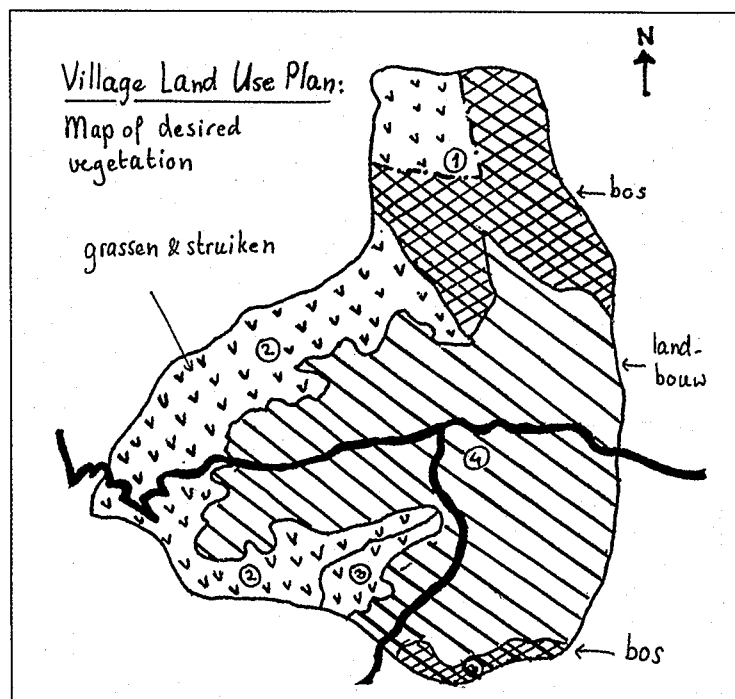 Village Land Use Plan:
Map of desired
vegetation
N
1
bos
grassen & struiken
2
land-
bouw
4
2
3
bos